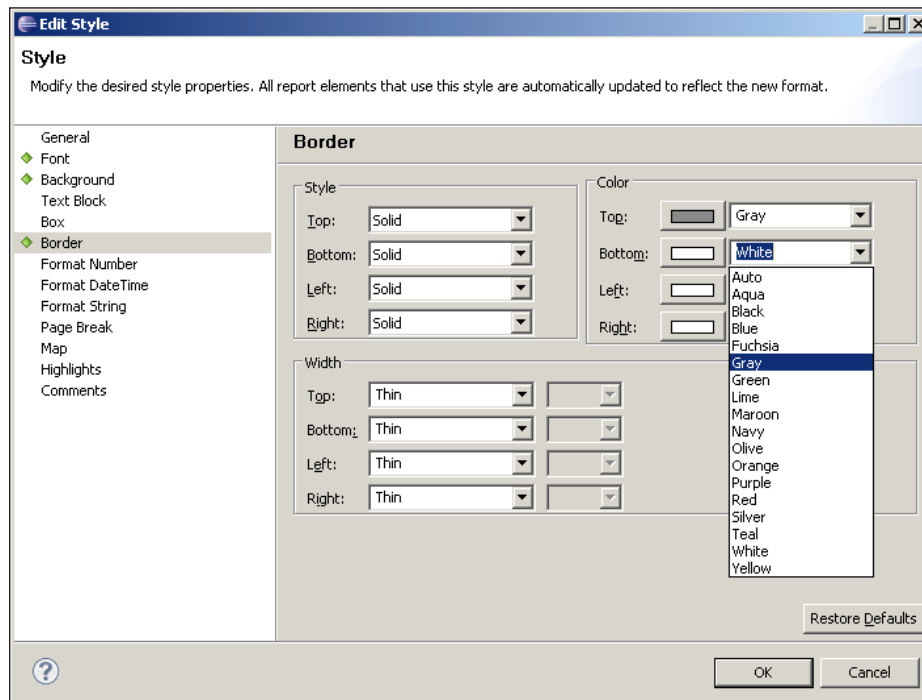 Edit Style
Style
Modify the desired style properties. All report elements that use this style are automatically updated to reflect the new format.
General
Font
Background
Text Block
Box
Border
Format Number
Format DateTime
Format String
Page Break
Map
Highlights
Comments
Border
Style
Top: Solid
Bottom: Solid
Left: Solid
Right: Solid
Color
Top: Gray
Bottom: White
Left:
Right:
Auto
Aqua
Black
Blue
Fuchsia
Gray
Green
Lime
Maroon
Navy
Olive
Orange
Purple
Red
Silver
Teal
White
Yellow
Width
Top: Thin
Bottom: Thin
Left: Thin
Right: Thin
Restore Defaults
?
OK
Cancel